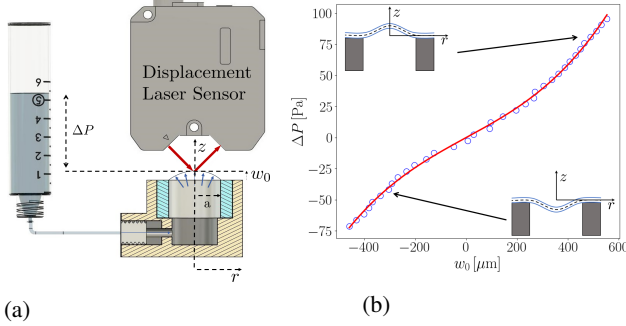 6
5
4
3
2
1
ΔP
Displacement
Laser Sensor
z
w₀
a
r
(a)
100
75
50
25
0
−25
−50
−75
ΔP [Pa]
z
r
z
r
−400
−200
0
200
400
600
w₀ [μm]
(b)